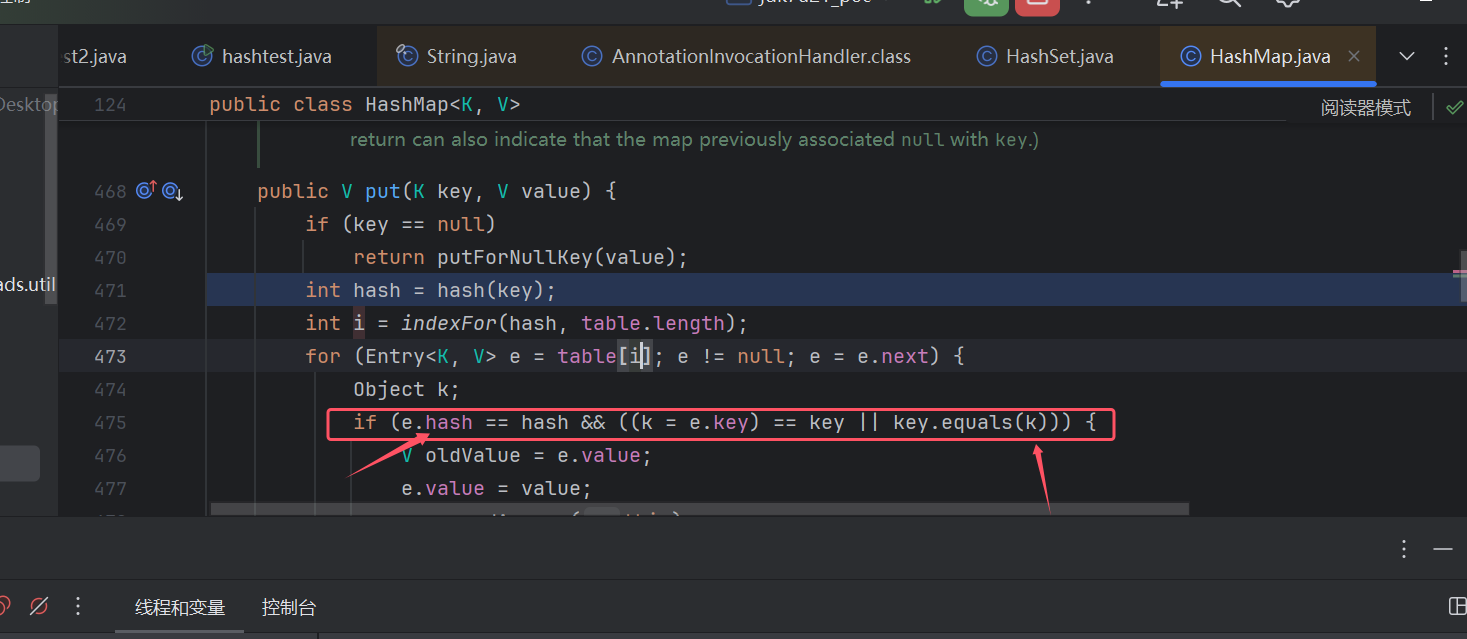 st2.java hashtest.java String.java AnnotationInvocationHandler.class HashSet.java HashMap.java
Desktop
124 public class HashMap<K, V>
阅读器模式
return can also indicate that the map previously associated null with key.)
468 public V put(K key, V value) {
469 if (key == null)
470 return putForNullKey(value);
ads.util
471 int hash = hash(key);
472 int i = indexFor(hash, table.length);
473 for (Entry<K, V> e = table[i]; e != null; e = e.next) {
474 Object k;
475 if (e.hash == hash && ((k = e.key) == key || key.equals(k))) {
476 V oldValue = e.value;
477 e.value = value;
线程和变量 控制台